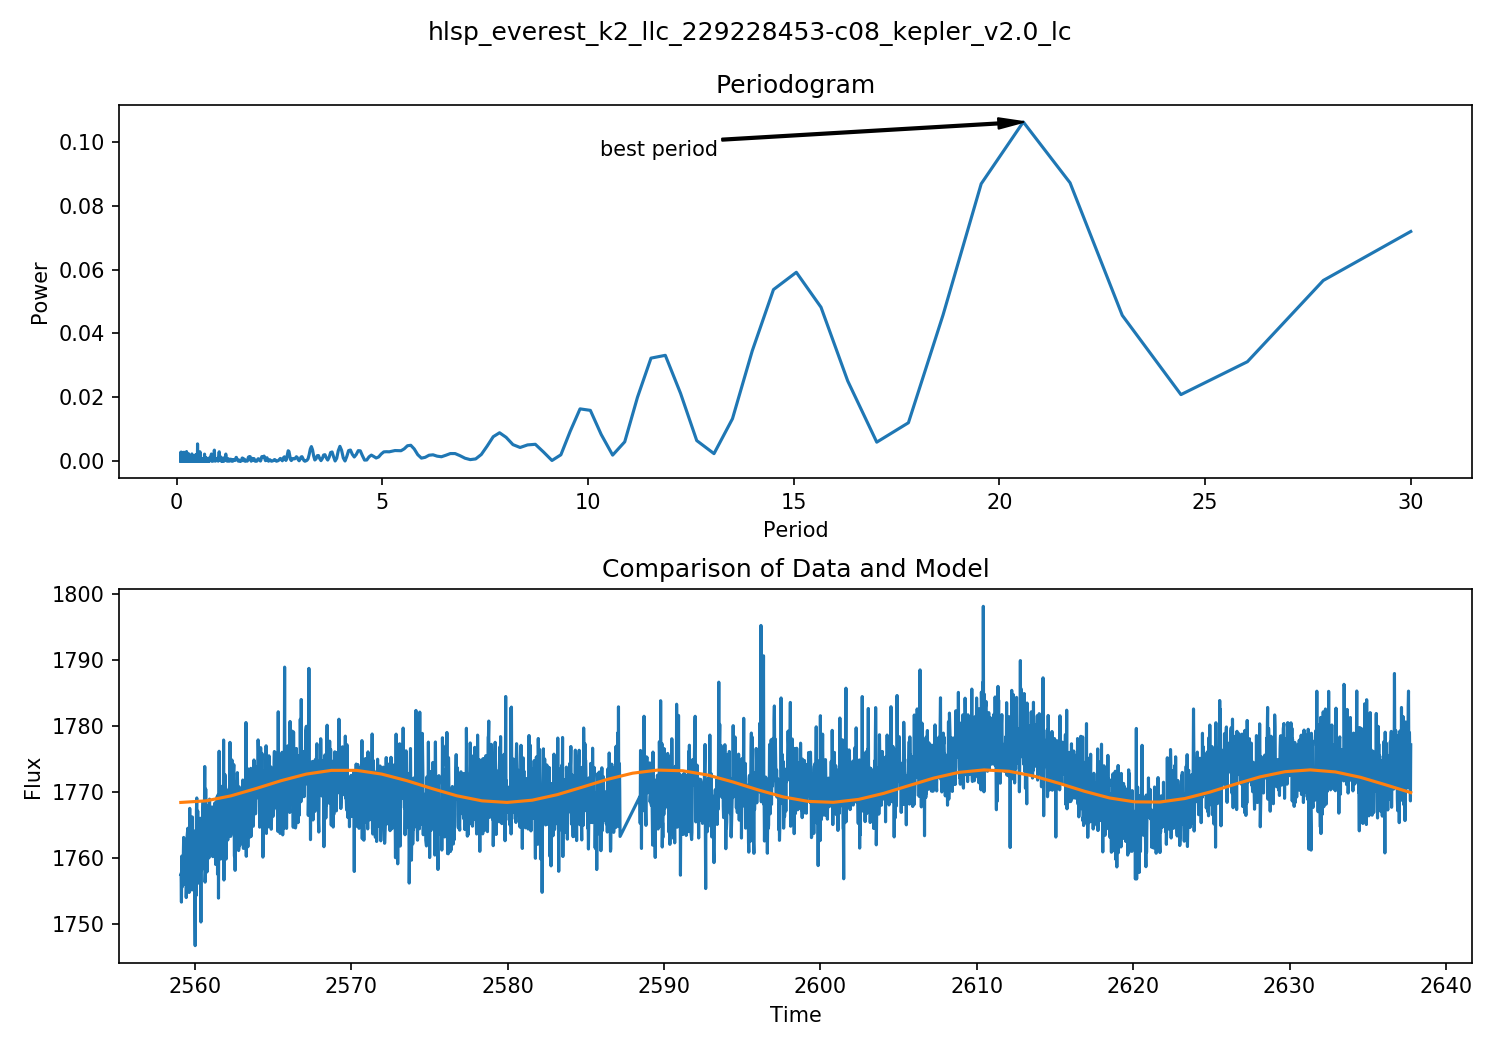 hlsp_everest_k2_llc_229228453-c08_kepler_v2.0_lc
Periodogram
best period
Power
0.10
0.08
0.06
0.04
0.02
0.00
0 5 10 15 20 25 30
Period
Comparison of Data and Model
Flux
1800
1790
1780
1770
1760
1750
2560 2570 2580 2590 2600 2610 2620 2630 2640
Time